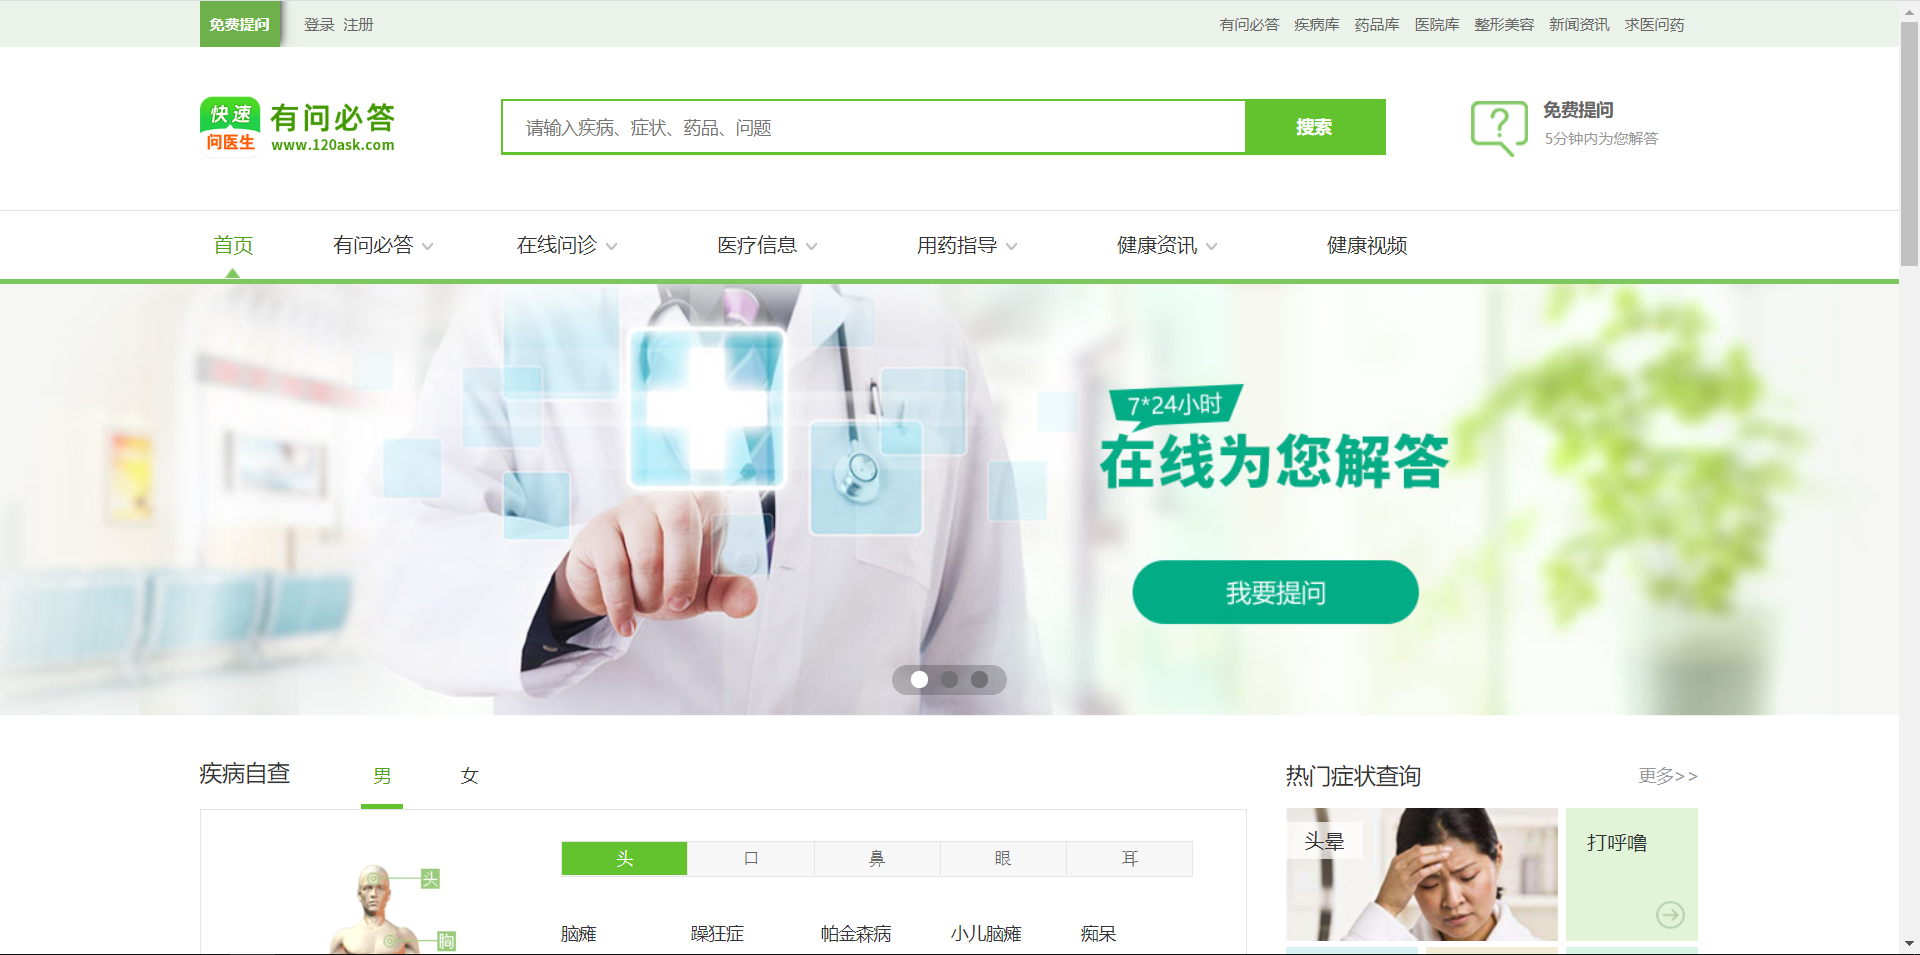 免费提问 登录 注册 有问必答 疾病库 药品库 医院库 整形美容 新闻资讯 求医问药
快速
问医生
有问必答
www.120ask.com
请输入疾病、症状、药品、问题
搜索
免费提问
5分钟内为您解答
首页 有问必答 在线问诊 医疗信息 用药指导 健康资讯 健康视频
7*24小时
在线为您解答
我要提问
疾病自查 男 女
头 口 鼻 眼 耳
头
胸
脑瘫 躁狂症 帕金森病 小儿脑瘫 痴呆
热门症状查询 更多>>
头晕
打呼噜